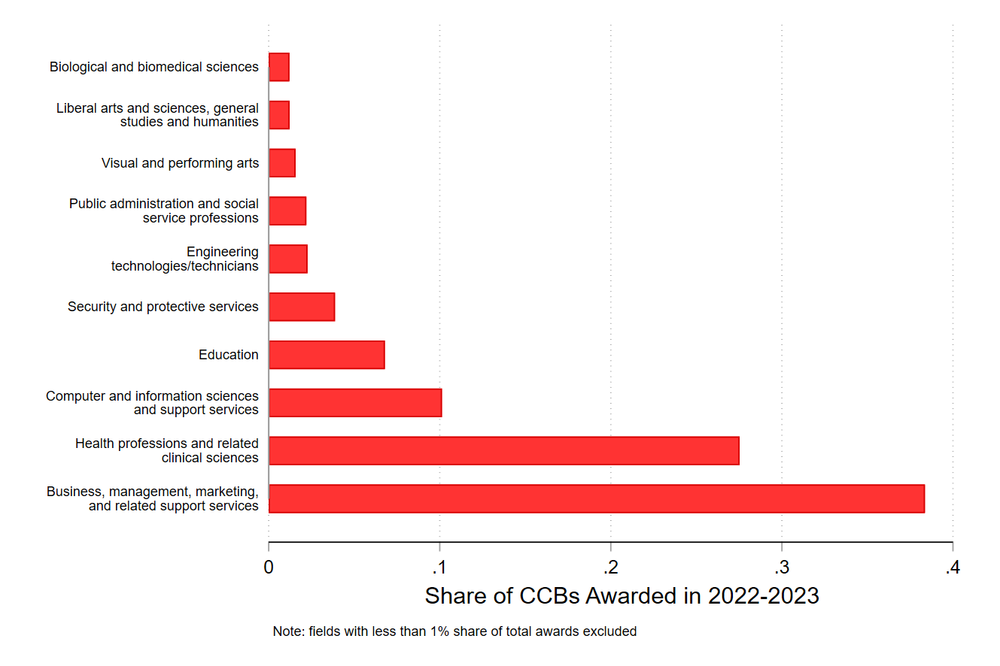 Biological and biomedical sciences
Liberal arts and sciences, general
studies and humanities
Visual and performing arts
Public administration and social
service professions
Engineering
technologies/technicians
Security and protective services
Education
Computer and information sciences
and support services
Health professions and related
clinical sciences
Business, management, marketing,
and related support services
0 .1 .2 .3 .4
Share of CCBs Awarded in 2022-2023
Note: fields with less than 1% share of total awards excluded